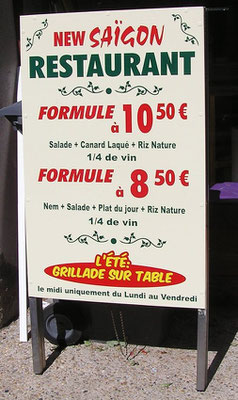 NEW SAÏGON
RESTAURANT
FORMULE
à 10 50 €
Salade + Canard Laqué + Riz Nature
1/4 de vin
FORMULE
à 8 50 €
Nem + Salade + Plat du jour + Riz Nature
1/4 de vin
L'ÉTÉ:
GRILLADE SUR TABLE
le midi uniquement du Lundi au Vendredi